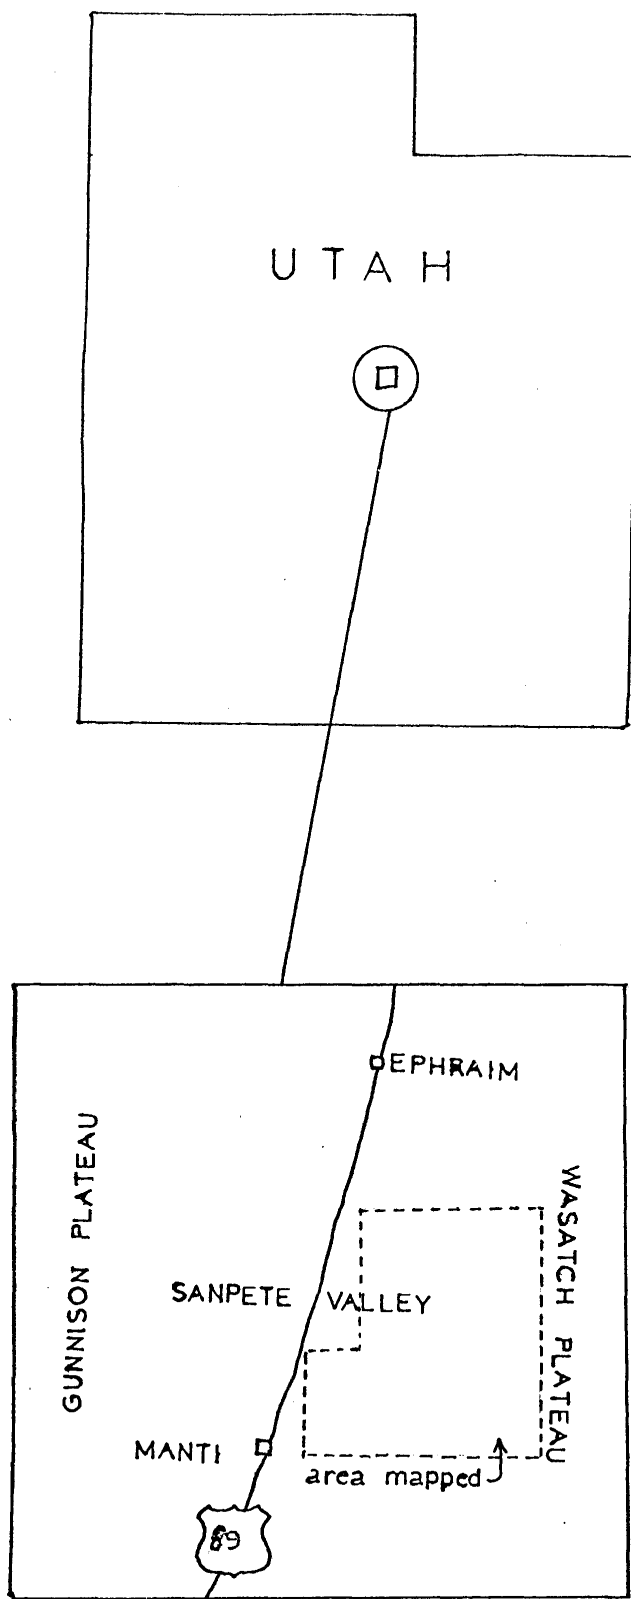 UTAH
EPHRAIM
GUNNISON PLATEAU
WASATCH PLATEAU
SANPETE VALLEY
MANTI
area mapped
89